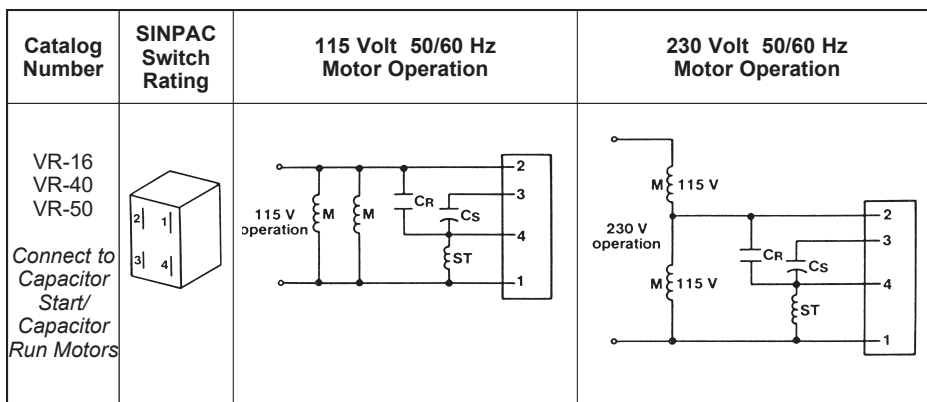 Catalog
Number
SINPAC
Switch
Rating
115 Volt 50/60 Hz
Motor Operation
230 Volt 50/60 Hz
Motor Operation
VR-16
VR-40
VR-50
Connect to
Capacitor
Start/
Capacitor
Run Motors
2 1
3 4
115 V
operation
M
M
CR
CS
ST
2
3
4
1
M 115 V
230 V
operation
M 115 V
CR
CS
ST
2
3
4
1